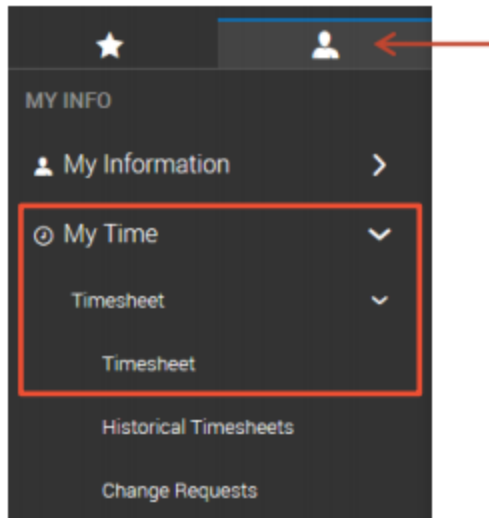 MY INFO
My Information
My Time
Timesheet
Timesheet
Historical Timesheets
Change Requests